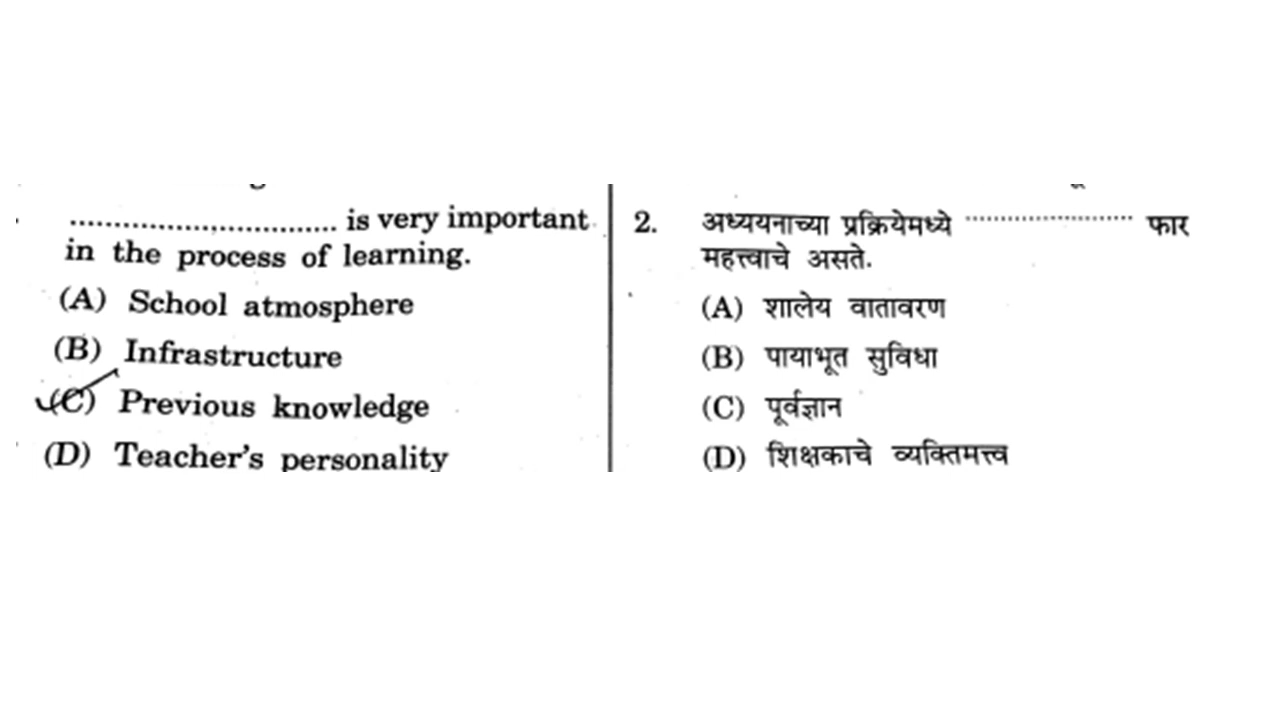 ................................ is very important
in the process of learning.
(A) School atmosphere
(B) Infrastructure
(C) Previous knowledge
(D) Teacher's personality
2. अध्ययनाच्या प्रक्रियेमध्ये ........................ फार
महत्त्वाचे असते.
(A) शालेय वातावरण
(B) पायाभूत सुविधा
(C) पूर्वज्ञान
(D) शिक्षकाचे व्यक्तिमत्त्व